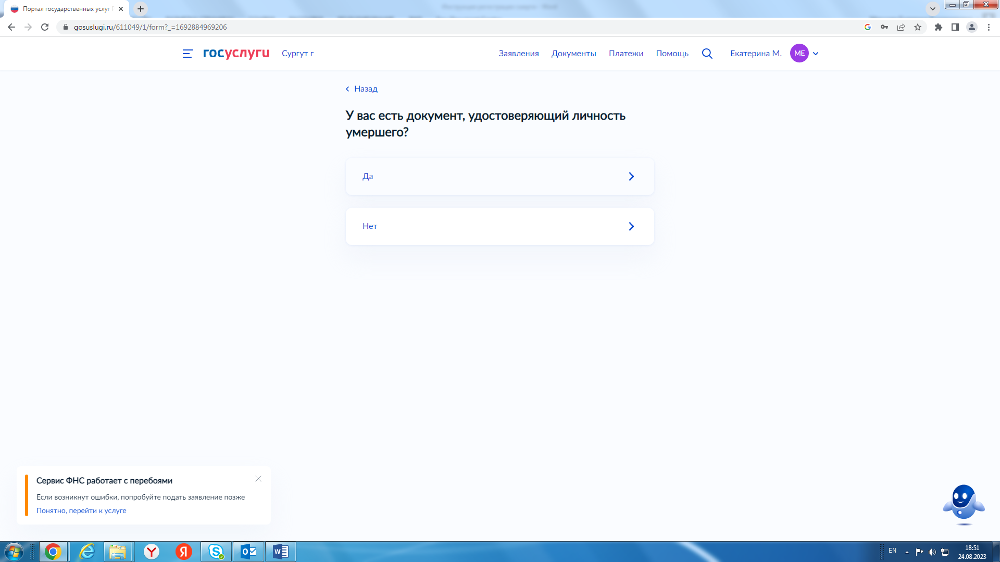 Портал государственных услуг
gosuslugi.ru/611049/1/form?_=1692884969206
госуслуги
Сургут г
Заявления
Документы
Платежи
Помощь
Екатерина М.
МЕ
Назад
У вас есть документ, удостоверяющий личность
умершего?
Да
Нет
Сервис ФНС работает с перебоями
Если возникнут ошибки, попробуйте подать заявление позже
Понятно, перейти к услуге
EN
18:51
24.08.2023